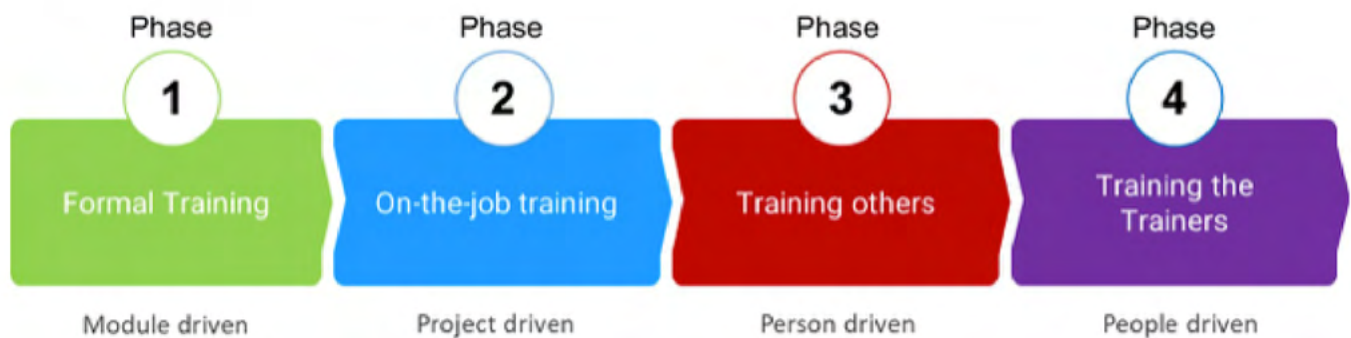 Phase
1
Formal Training
Module driven
Phase
2
On-the-job training
Project driven
Phase
3
Training others
Person driven
Phase
4
Training the
Trainers
People driven